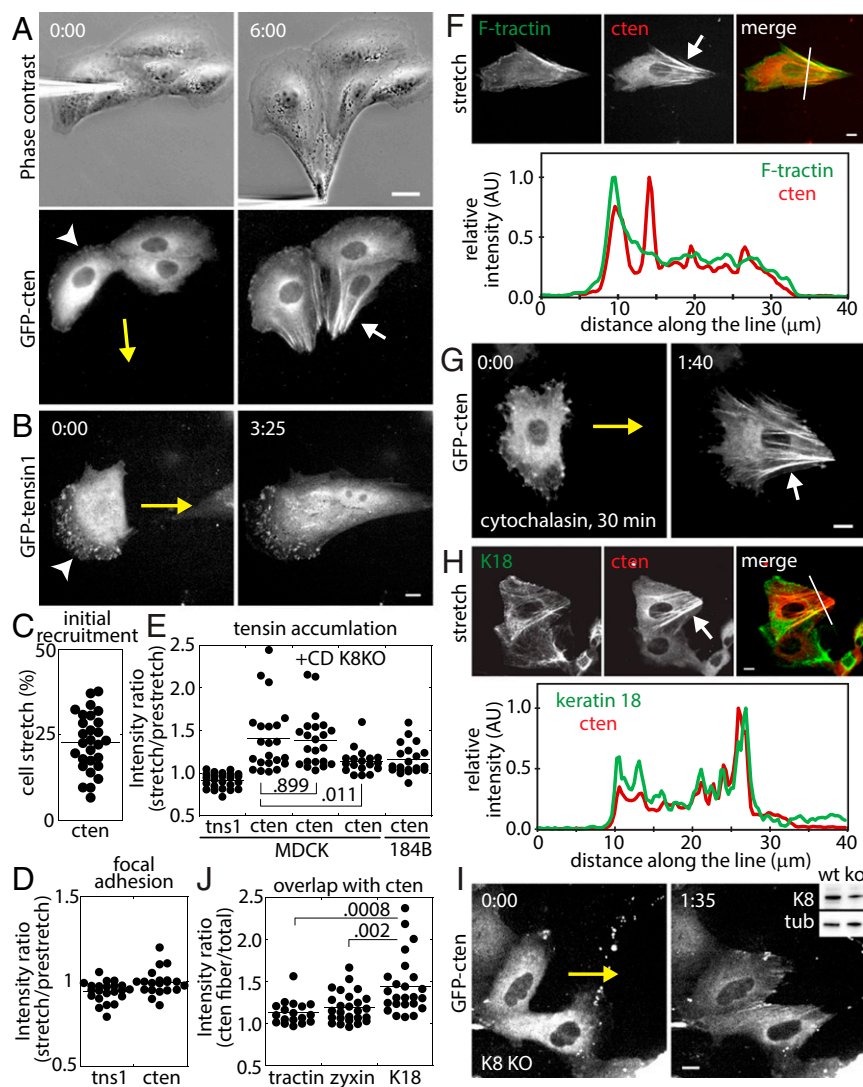 A
0:00
6:00
Phase contrast
GFP-cten
B
0:00
3:25
GFP-tensin1
C
initial
recruitment
50
25
0
cell stretch (%)
cten
E
tensin accumlation
+CD K8KO
2.5
2.0
1.5
1.0
0.5
Intensity ratio
(stretch/prestretch)
.899
.011
tns1 cten cten cten cten
MDCK 184B
D
focal
adhesion
1.5
1
0.5
Intensity ratio
(stretch/prestretch)
tns1 cten
J
overlap with cten
.0008
.002
2.5
2.0
1.5
1.0
0.5
Intensity ratio
(cten fiber/total)
tractin zyxin K18
F
F-tractin
cten
merge
stretch
F-tractin
cten
1.0
0.5
0.0
relative
intensity (AU)
0 10 20 30 40
distance along the line (μm)
G
0:00
1:40
GFP-cten
cytochalasin, 30 min
H
K18
cten
merge
stretch
keratin 18
cten
1.0
0.5
0.0
relative
intensity (AU)
0 10 20 30 40
distance along the line (μm)
I
0:00
1:35
wt ko
K8
tub
GFP-cten
K8 KO